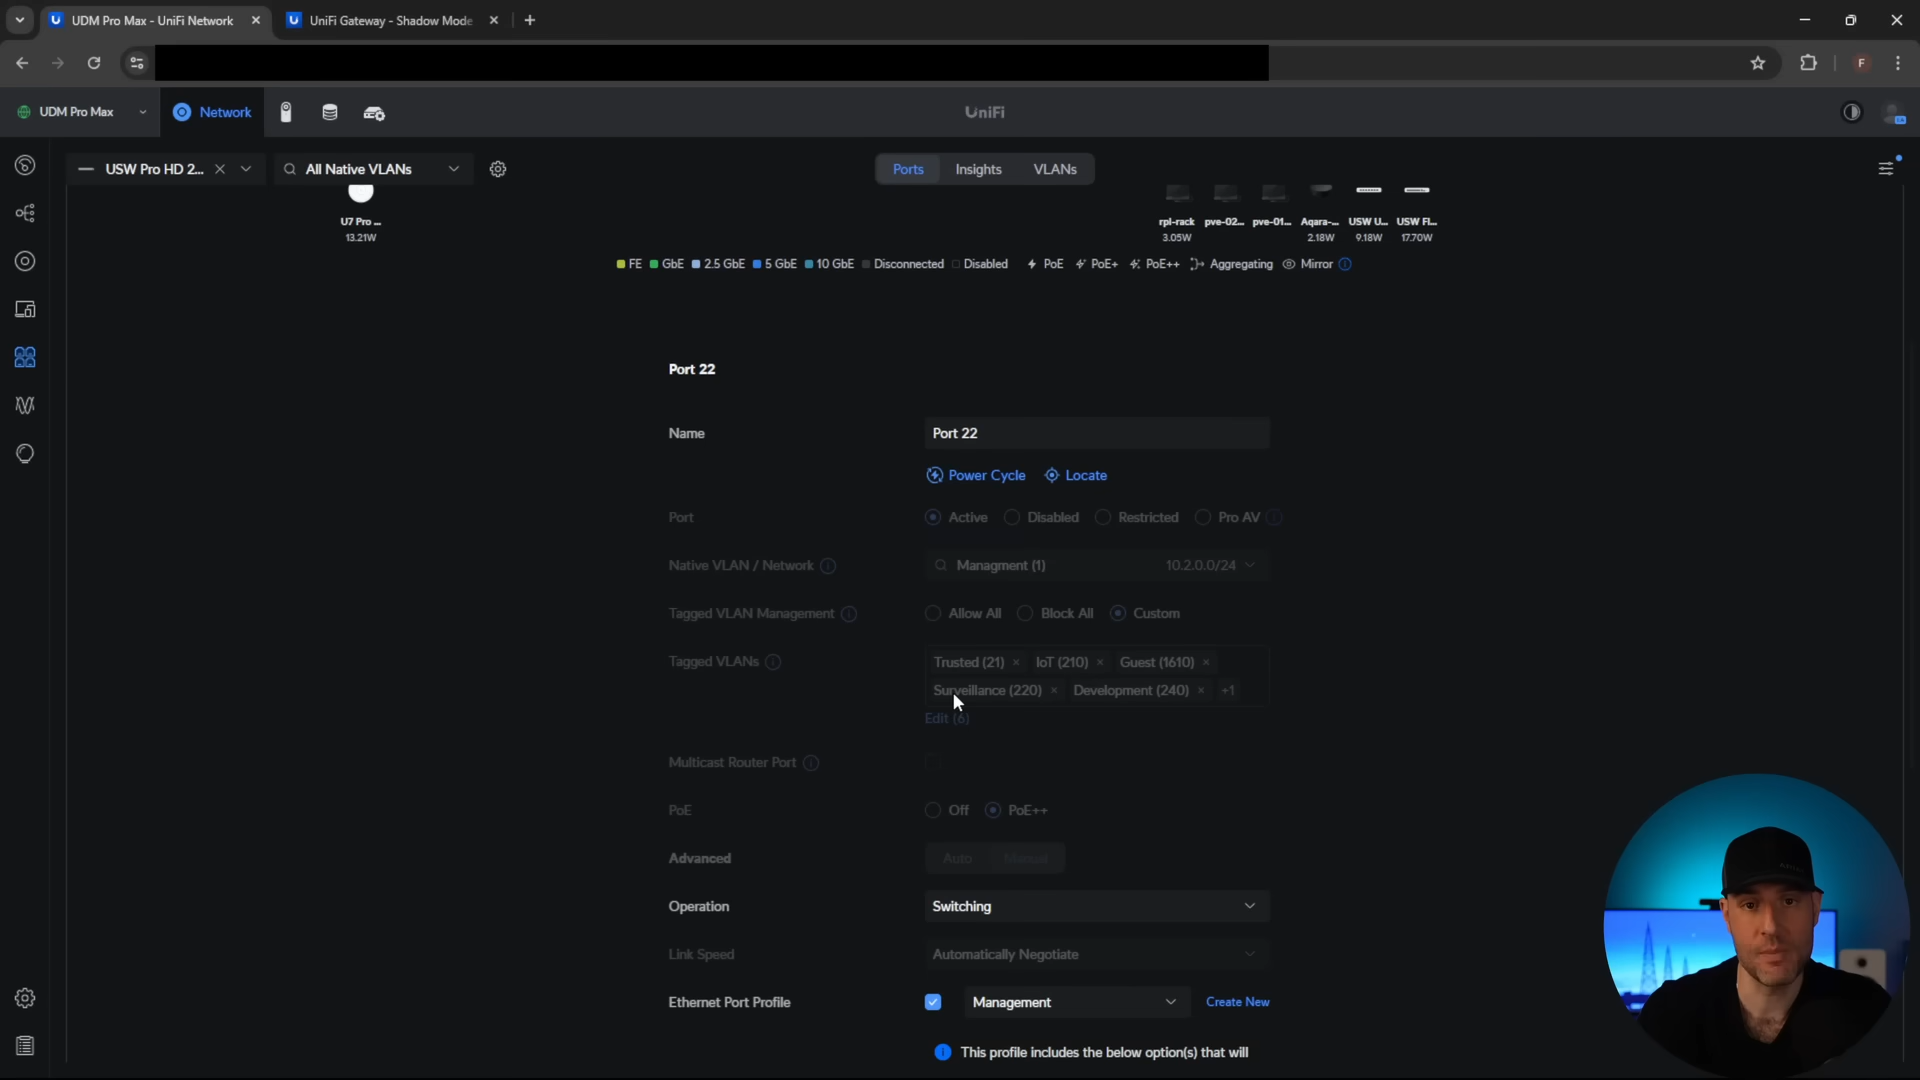 UDM Pro Max - UniFi Network
UniFi Gateway - Shadow Mode
F
UDM Pro Max
Network
UniFi
USW Pro HD 2...
All Native VLANs
Ports
Insights
VLANs
U7 Pro ...
13.21W
rpl-rack
3.05W
pve-02...
pve-01...
Aqara-...
2.18W
USW U...
9.18W
USW Fl...
17.70W
FE
GbE
2.5 GbE
5 GbE
10 GbE
Disconnected
Disabled
PoE
PoE+
PoE++
Aggregating
Mirror
Port 22
Name
Port 22
Power Cycle
Locate
Port
Active
Disabled
Restricted
Pro AV
Native VLAN / Network
Managment (1)
10.2.0.0/24
Tagged VLAN Management
Allow All
Block All
Custom
Tagged VLANs
Trusted (21) ×
IoT (210) ×
Guest (1610) ×
Surveillance (220) ×
Development (240) ×
+1
Edit (6)
Multicast Router Port
PoE
Off
PoE++
Advanced
Auto
Manual
Operation
Switching
Link Speed
Automatically Negotiate
Ethernet Port Profile
Management
Create New
This profile includes the below option(s) that will